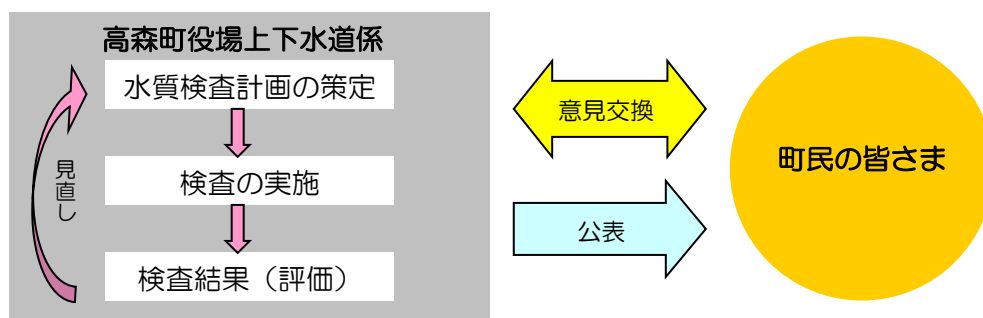 高森町役場上下水道係
水質検査計画の策定
検査の実施
検査結果（評価）
見直し
意見交換
公表
町民の皆さま